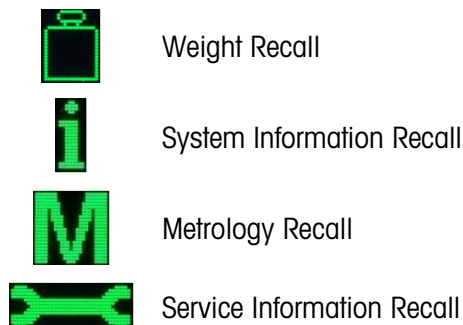 Weight Recall
i System Information Recall
M Metrology Recall
Service Information Recall